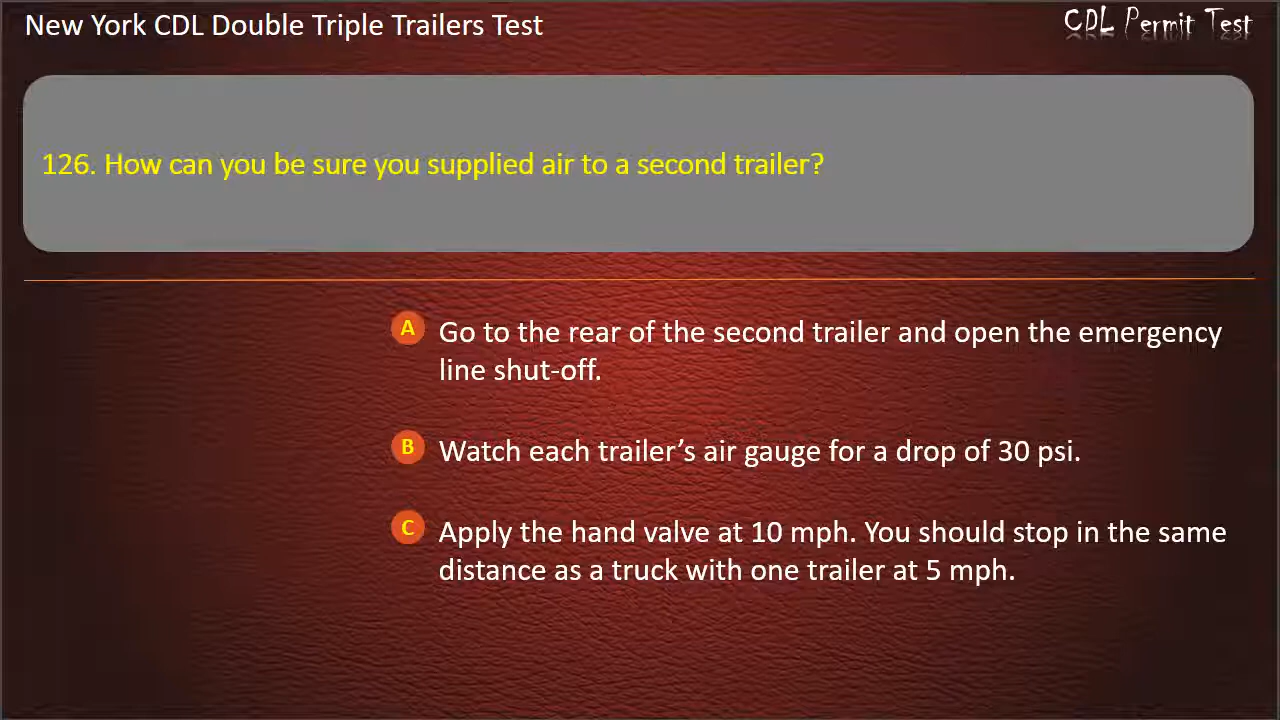 New York CDL Double Triple Trailers Test
CDL Permit Test
126. How can you be sure you supplied air to a second trailer?
A Go to the rear of the second trailer and open the emergency
line shut-off.
B Watch each trailer’s air gauge for a drop of 30 psi.
C Apply the hand valve at 10 mph. You should stop in the same
distance as a truck with one trailer at 5 mph.